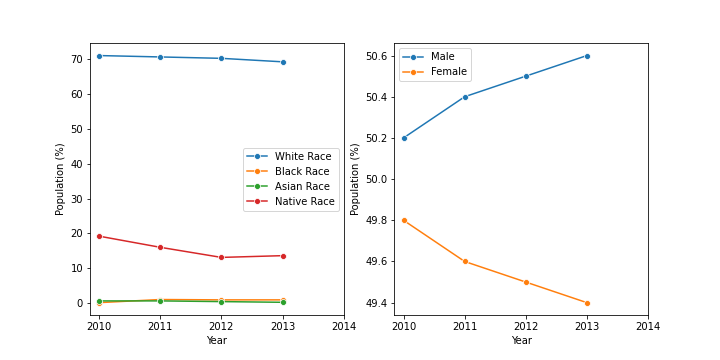 70
60
50
40
30
20
10
0
Population (%)
2010 2011 2012 2013 2014
Year
White Race
Black Race
Asian Race
Native Race
50.6
50.4
50.2
50.0
49.8
49.6
49.4
Population (%)
2010 2011 2012 2013 2014
Year
Male
Female